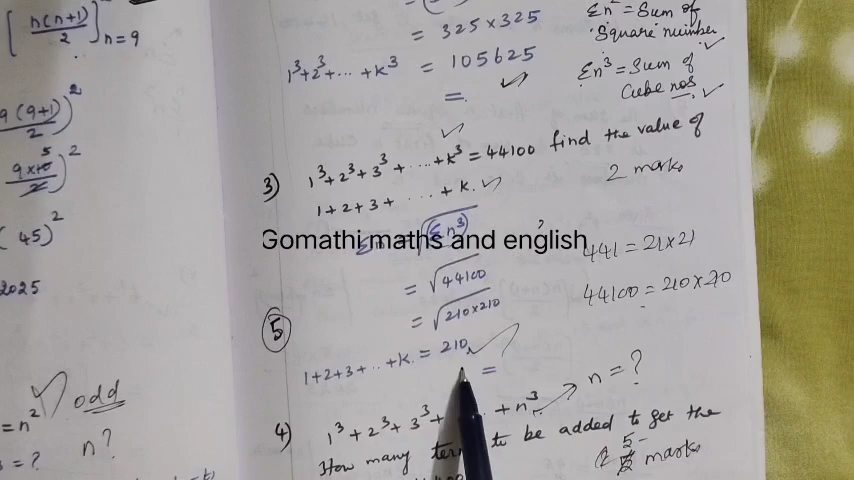 [n(n+1)/2]² n=9
9(9+1)/2)²
9×10/2)² 5
(45)²
2025
= n² odd
= ? n?
= 325×325
1³+2³+...+K³ = 105625
=
Σn² = Sum of
Square number
Σn³ = Sum of
Cube nos
3) 1³+2³+3³+....+K³ = 44100 find the value of
1+2+3+....+K. 2 marks
Σn³
Gomathi maths and english
= √44100
= √210×210
441 = 21×21
44100 = 210×210
5
1+2+3+..+K. = 210
=
4) 1³+2³+3³+...+n³ n=?
How many to be added to get the
5 marks